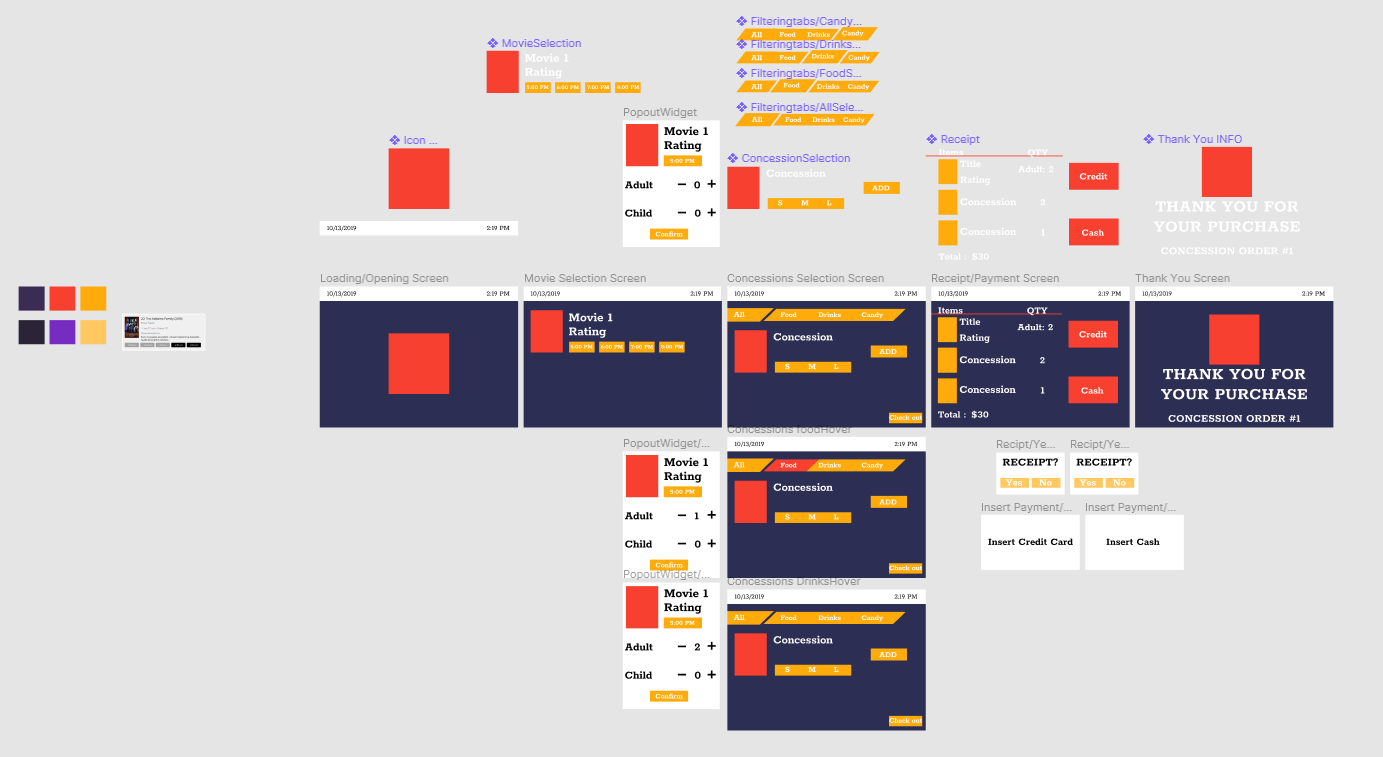 Filteringtabs/Candy...
All Food Drinks Candy
Filteringtabs/Drinks...
All Food Drinks Candy
Filteringtabs/FoodS...
All Food Drinks Candy
Filteringtabs/AllSele...
All Food Drinks Candy
MovieSelection
Movie 1
Rating
5:00 PM 6:00 PM 7:00 PM 8:00 PM
PopoutWidget
Movie 1
Rating
5:00 PM
Adult − 0 +
Child − 0 +
Confirm
Icon ...
10/13/2019 2:19 PM
ConcessionSelection
Concession
ADD
S M L
Receipt
Items QTY
Title
Rating
Adult: 2
Credit
Concession 2
Concession 1
Cash
Total : $30
Thank You INFO
THANK YOU FOR
YOUR PURCHASE
CONCESSION ORDER #1
Loading/Opening Screen
10/13/2019 2:19 PM
Movie Selection Screen
10/13/2019 2:19 PM
Movie 1
Rating
5:00 PM 6:00 PM 7:00 PM 8:00 PM
Concessions Selection Screen
10/13/2019 2:19 PM
All Food Drinks Candy
Concession
ADD
S M L
Check out
Receipt/Payment Screen
10/13/2019 2:19 PM
Items QTY
Title
Rating
Adult: 2
Credit
Concession 2
Concession 1
Cash
Total : $30
Thank You Screen
10/13/2019 2:19 PM
THANK YOU FOR
YOUR PURCHASE
CONCESSION ORDER #1
PopoutWidget/...
Movie 1
Rating
5:00 PM
Adult − 1 +
Child − 0 +
Confirm
PopoutWidget/...
Movie 1
Rating
5:00 PM
Adult − 2 +
Child − 0 +
Confirm
Concessions foodHover
10/13/2019 2:19 PM
All Food Drinks Candy
Concession
ADD
S M L
Check out
Concessions DrinksHover
10/13/2019 2:19 PM
All Food Drinks Candy
Concession
ADD
S M L
Check out
Recipt/Ye...
RECEIPT?
Yes No
Recipt/Ye...
RECEIPT?
Yes No
Insert Payment/...
Insert Credit Card
Insert Payment/...
Insert Cash